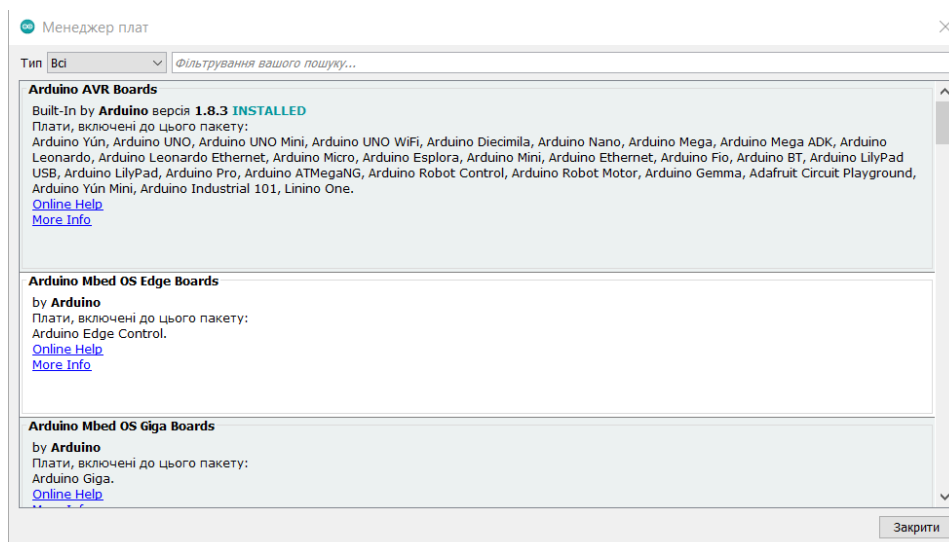 Менеджер плат
Тип Всі Фільтрування вашого пошуку...
Arduino AVR Boards
Built-In by Arduino версія 1.8.3 INSTALLED
Плати, включені до цього пакету:
Arduino Yún, Arduino UNO, Arduino UNO Mini, Arduino UNO WiFi, Arduino Diecimila, Arduino Nano, Arduino Mega, Arduino Mega ADK, Arduino
Leonardo, Arduino Leonardo Ethernet, Arduino Micro, Arduino Esplora, Arduino Mini, Arduino Ethernet, Arduino Fio, Arduino BT, Arduino LilyPad
USB, Arduino LilyPad, Arduino Pro, Arduino ATMegaNG, Arduino Robot Control, Arduino Robot Motor, Arduino Gemma, Adafruit Circuit Playground,
Arduino Yún Mini, Arduino Industrial 101, Linino One.
Online Help
More Info
Arduino Mbed OS Edge Boards
by Arduino
Плати, включені до цього пакету:
Arduino Edge Control.
Online Help
More Info
Arduino Mbed OS Giga Boards
by Arduino
Плати, включені до цього пакету:
Arduino Giga.
Online Help
Закрити